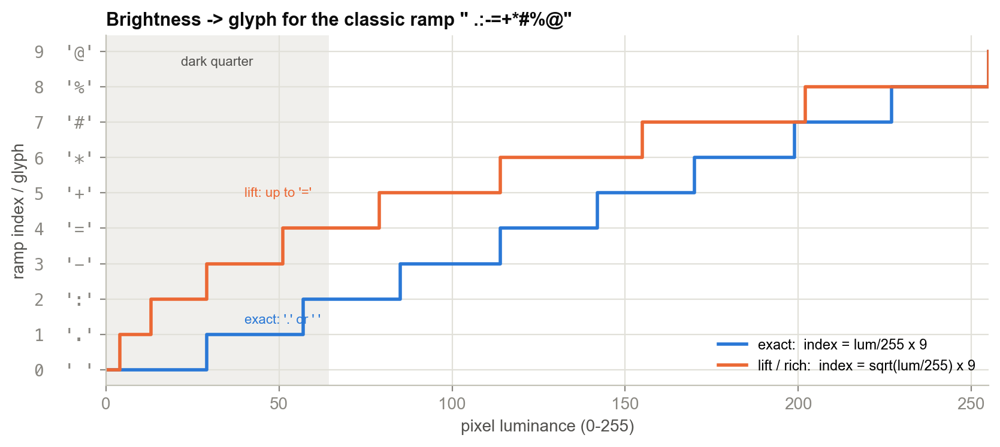 Brightness -> glyph for the classic ramp " .:-=+*#%@"
9 '@'
dark quarter
8 '%'
7 '#'
6 '*'
5 '+'
lift: up to '='
4 '='
3 '−'
2 ':'
exact: '.' or ' '
1 '.'
0 ' '
exact:  index = lum/255 x 9
lift / rich:  index = sqrt(lum/255) x 9
ramp index / glyph
0 50 100 150 200 250
pixel luminance (0-255)